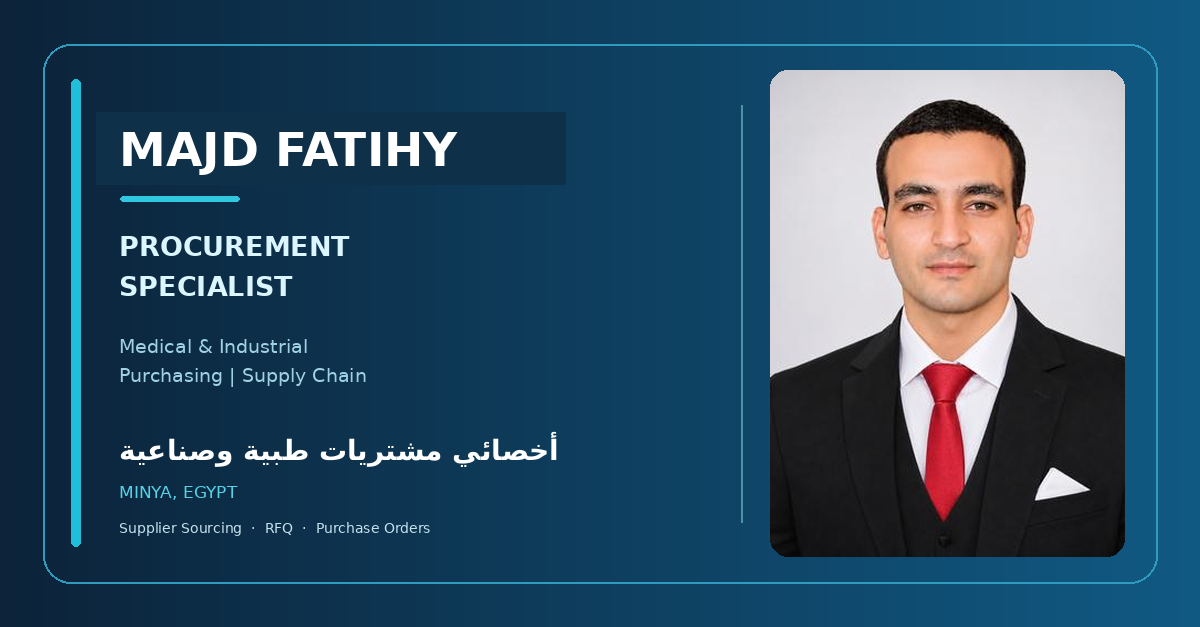 MAJD FATIHY
PROCUREMENT
SPECIALIST
Medical & Industrial
Purchasing | Supply Chain
أخصائي مشتريات طبية وصناعية
MINYA, EGYPT
Supplier Sourcing · RFQ · Purchase Orders